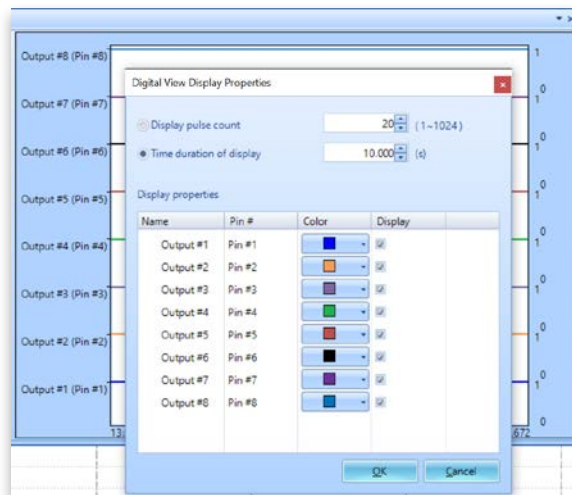 Output #8 (Pin #8)
1
0
Output #7 (Pin #7)
1
0
Output #6 (Pin #6)
1
0
Output #5 (Pin #5)
1
0
Output #4 (Pin #4)
1
0
Output #3 (Pin #3)
1
0
Output #2 (Pin #2)
1
0
Output #1 (Pin #1)
1
0
13.
672
Digital View Display Properties
Display pulse count 20 (1~1024)
Time duration of display 10.000 (s)
Display properties
Name Pin # Color Display
Output #1 Pin #1
Output #2 Pin #2
Output #3 Pin #3
Output #4 Pin #4
Output #5 Pin #5
Output #6 Pin #6
Output #7 Pin #7
Output #8 Pin #8
OK Cancel